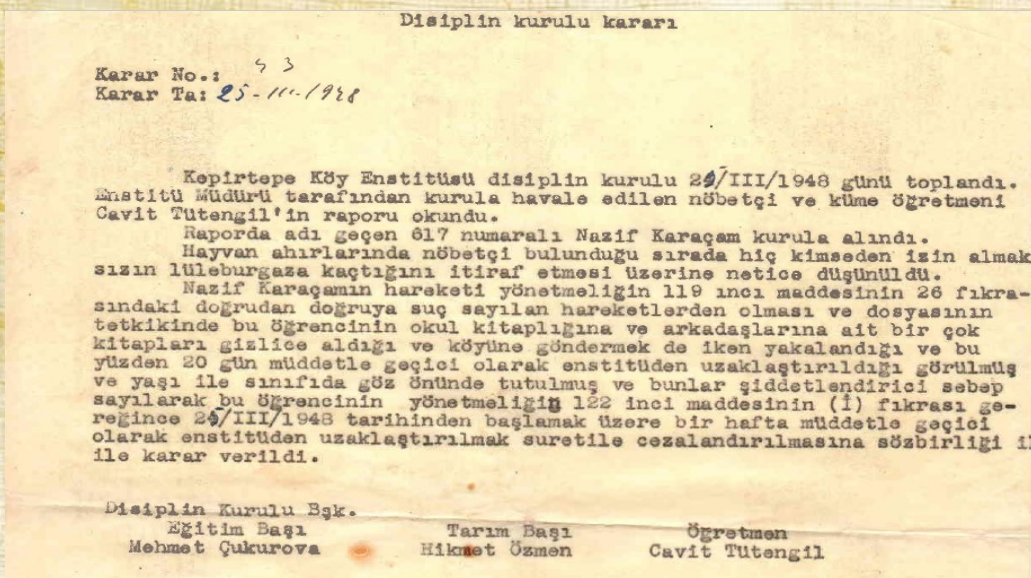 Disiplin kurulu kararı
Karar No.: 43
Karar Ta: 25-III-1948
Kepirtepe Köy Enstitüsü disiplin kurulu 25/III/1948 günü toplandı.
Enstitü Müdürü tarafından kurula havale edilen nöbetçi ve küme öğretmeni
Cavit Tütengil'in raporu okundu.
Raporda adı geçen 617 numaralı Nazif Karaçam kurula alındı.
Hayvan ahırlarında nöbetçi bulunduğu sırada hiç kimseden izin almak
sızın lüleburgaza kaçtığını itiraf etmesi üzerine netice düşünüldü.
Nazif Karaçamın hareketi yönetmeliğin 119 incı maddesinin 26 fıkra-
sındaki doğrudan doğruya suç sayılan hareketlerden olması ve dosyasının
tetkikinde bu öğrencinin okul kitaplığına ve arkadaşlarına ait bir çok
kitapları gizlice aldığı ve köyüne göndermek de iken yakalandığı ve bu
yüzden 20 gün müddetle geçici olarak enstitüden uzaklaştırıldığı görülmüş
ve yaşı ile sınıfıda göz önünde tutulmuş ve bunlar şiddetlendirici sebep
sayılarak bu öğrencinin yönetmeliğin 122 inci maddesinin (İ) fıkrası ge-
reğince 25/III/1948 tarihinden başlamak üzere bir hafta müddetle geçici
olarak enstitüden uzaklaştırılmak suretile cezalandırılmasına sözbirliği il
ile karar verildi.
Disiplin Kurulu Bşk.
Eğitim Başı Tarım Başı Öğretmen
Mehmet Çukurova Hikmet Özmen Cavit Tütengil